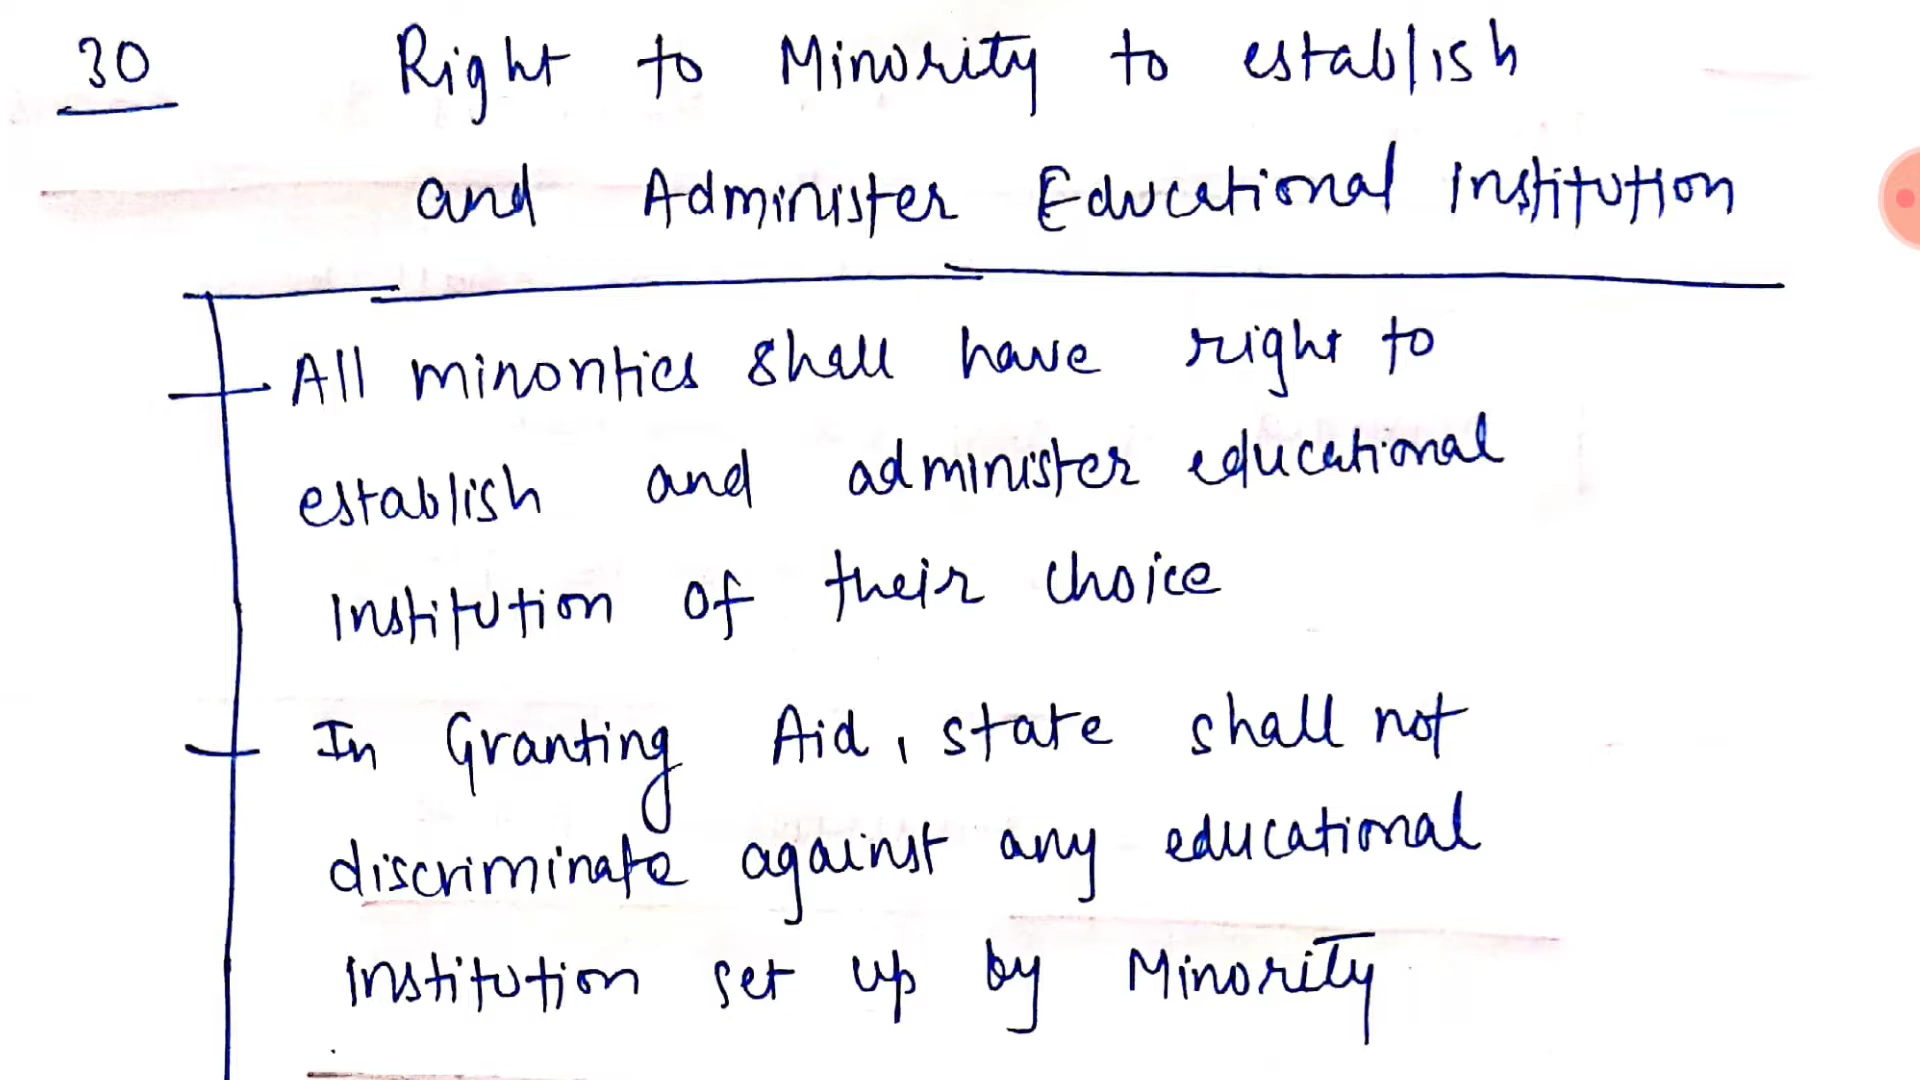 30 Right to Minority to establish
and Administer Educational Institution
All minorities shall have right to
establish and administer educational
Institution of their choice
In Granting Aid, state shall not
discriminate against any educational
institution set up by Minority